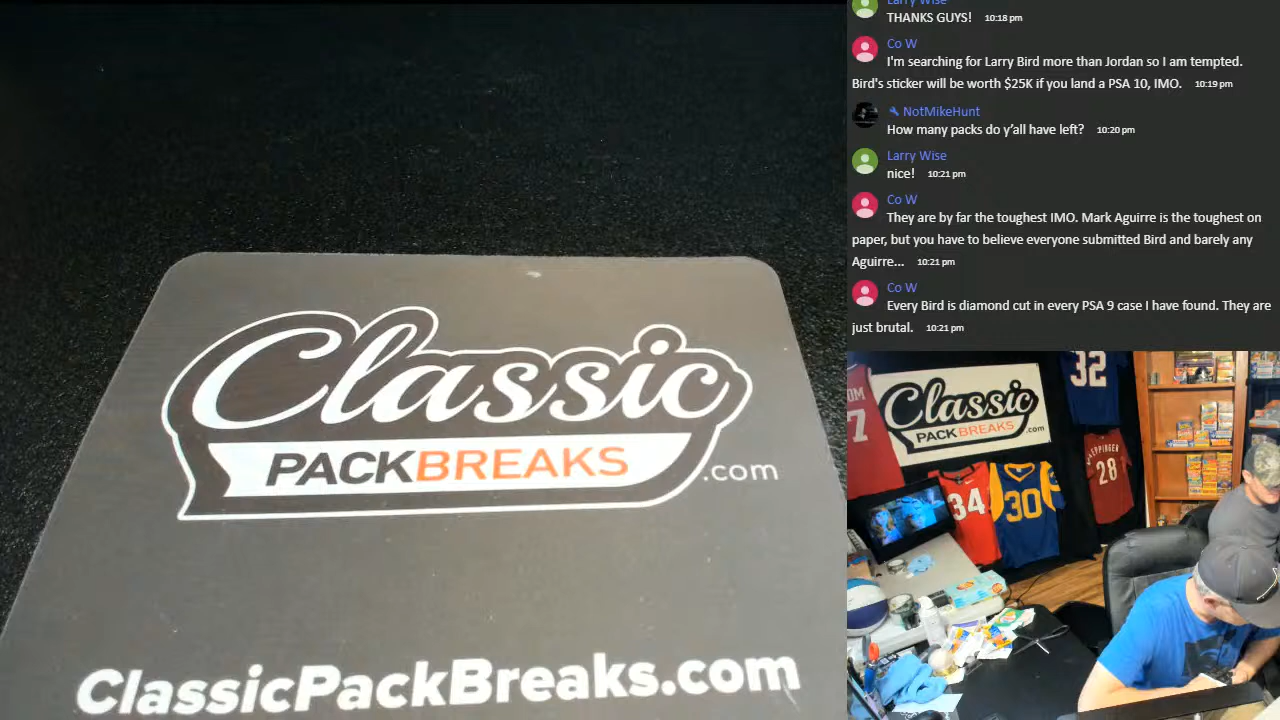 Larry Wise
THANKS GUYS! 10:18 pm
Co W
I'm searching for Larry Bird more than Jordan so I am tempted.
Bird's sticker will be worth $25K if you land a PSA 10, IMO. 10:19 pm
NotMikeHunt
How many packs do y’all have left? 10:20 pm
Larry Wise
nice! 10:21 pm
Co W
They are by far the toughest IMO. Mark Aguirre is the toughest on
paper, but you have to believe everyone submitted Bird and barely any
Aguirre... 10:21 pm
Co W
Every Bird is diamond cut in every PSA 9 case I have found. They are
just brutal. 10:21 pm
Classic
PACKBREAKS
.com
ClassicPackBreaks.com
32
OM
7
Classic
PACKBREAKS
.com
KEPPINGER
28
34
30